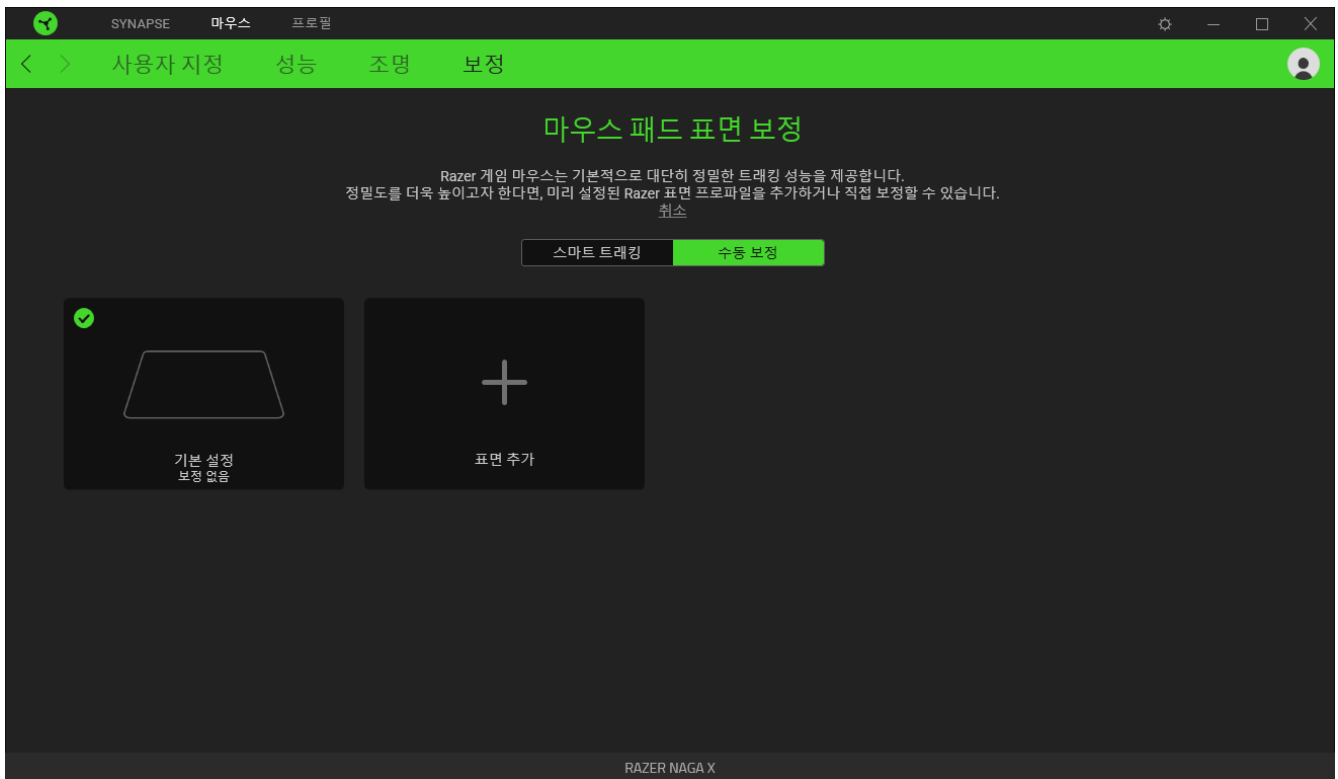 SYNAPSE 마우스 프로필
사용자 지정 성능 조명 보정
마우스 패드 표면 보정
Razer 게임 마우스는 기본적으로 대단히 정밀한 트래킹 성능을 제공합니다.
정밀도를 더욱 높이고자 한다면, 미리 설정된 Razer 표면 프로파일을 추가하거나 직접 보정할 수 있습니다.
취소
스마트 트래킹 수동 보정
기본 설정
보정 없음
표면 추가
RAZER NAGA X